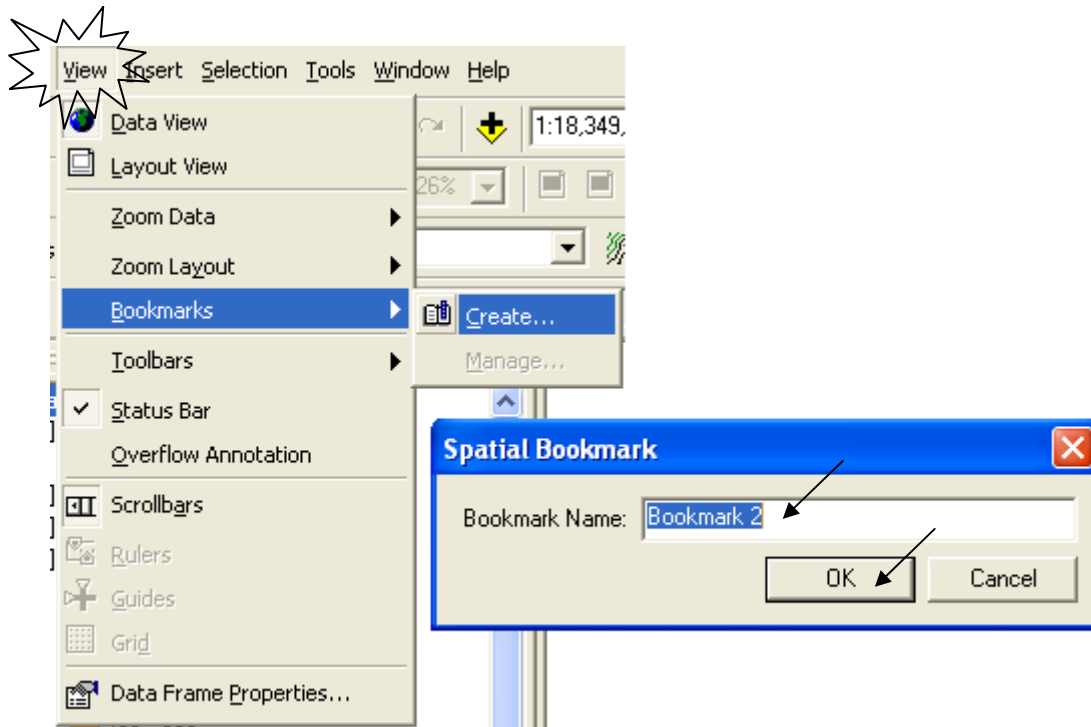 View Insert Selection Tools Window Help
Data View
1:18,349,
Layout View
26%
Zoom Data
Zoom Layout
Bookmarks
Create...
Toolbars
Manage...
Status Bar
Overflow Annotation
Spatial Bookmark
Scrollbars
Bookmark Name: Bookmark 2
Rulers
OK Cancel
Guides
Grid
Data Frame Properties...